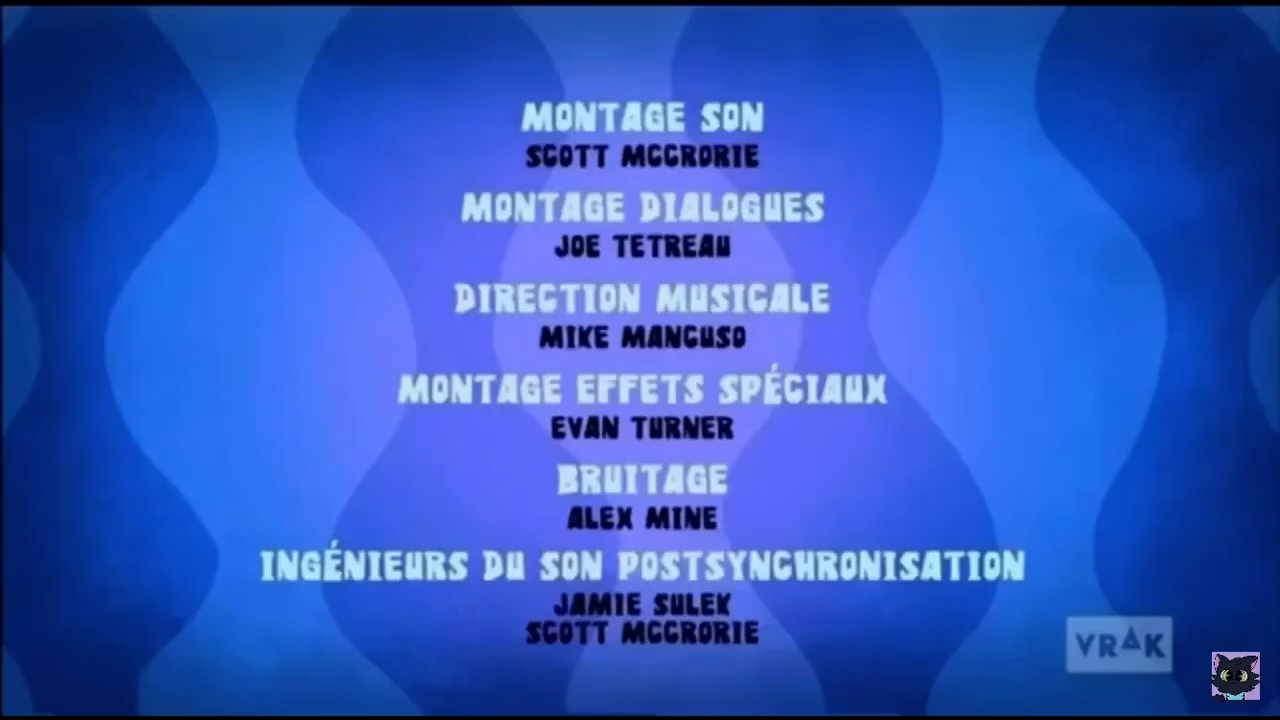 MONTAGE SON
SCOTT MCCRORIE
MONTAGE DIALOGUES
JOE TETREAU
DIRECTION MUSICALE
MIKE MANCUSO
MONTAGE EFFETS SPÉCIAUX
EVAN TURNER
BRUITAGE
ALEX MINE
INGÉNIEURS DU SON POSTSYNCHRONISATION
JAMIE SULEK
SCOTT MCCRORIE
VRAK